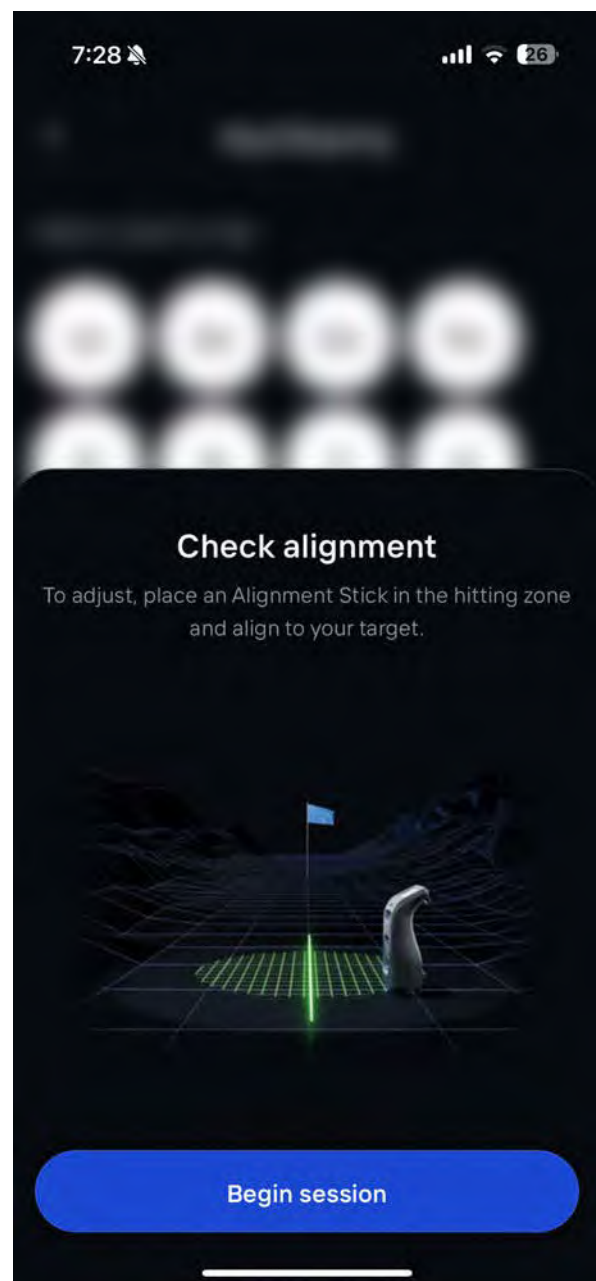 7:28
26
Check alignment
To adjust, place an Alignment Stick in the hitting zone
and align to your target.
Begin session